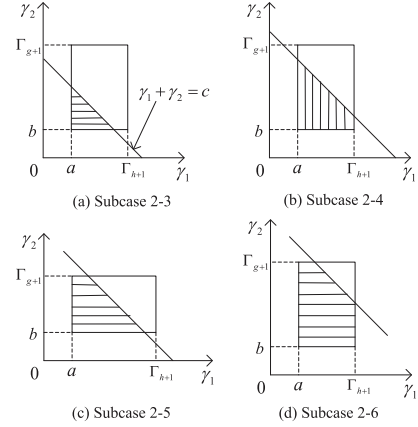 γ₂ γ₂
Γg+1 Γg+1
γ₁ + γ₂ = c
b b
0 a Γh+1 γ₁ 0 a Γh+1 γ₁
(a) Subcase 2-3 (b) Subcase 2-4
γ₂ γ₂
Γg+1 Γg+1
b b
0 a Γh+1 γ₁ 0 a Γh+1 γ₁
(c) Subcase 2-5 (d) Subcase 2-6